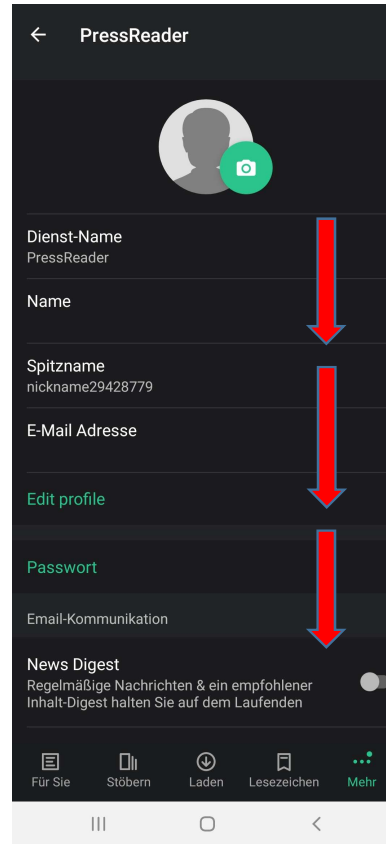 PressReader
Dienst-Name
PressReader
Name
Spitzname
nickname29428779
E-Mail Adresse
Edit profile
Passwort
Email-Kommunikation
News Digest
Regelmäßige Nachrichten & ein empfohlener
Inhalt-Digest halten Sie auf dem Laufenden
Für Sie Stöbern Laden Lesezeichen Mehr